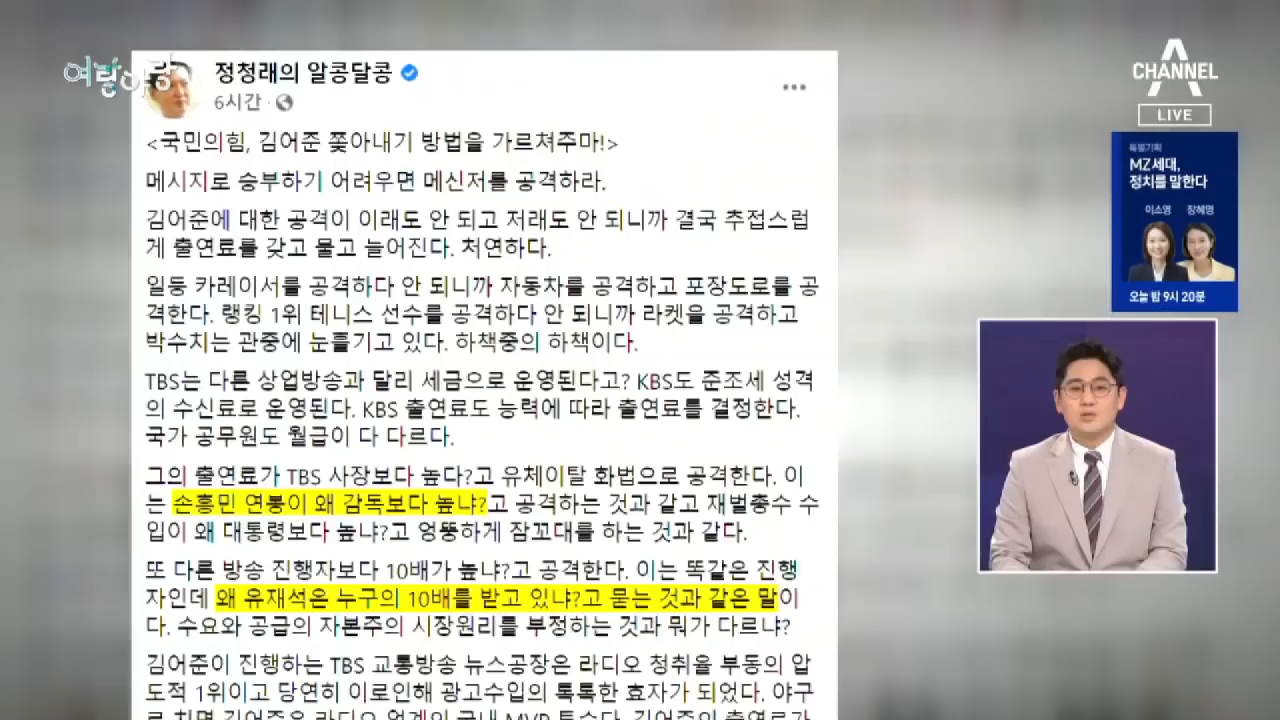 여랑야랑
정청래의 알콩달콩
6시간
<국민의힘, 김어준 쫓아내기 방법을 가르쳐주마!>
메시지로 승부하기 어려우면 메신저를 공격하라.
김어준에 대한 공격이 이래도 안 되고 저래도 안 되니까 결국 추접스럽
게 출연료를 갖고 물고 늘어진다. 처연하다.
일등 카레이서를 공격하다 안 되니까 자동차를 공격하고 포장도로를 공
격한다. 랭킹 1위 테니스 선수를 공격하다 안 되니까 라켓을 공격하고
박수치는 관중에 눈흘기고 있다. 하책중의 하책이다.
TBS는 다른 상업방송과 달리 세금으로 운영된다고? KBS도 준조세 성격
의 수신료로 운영된다. KBS 출연료도 능력에 따라 출연료를 결정한다.
국가 공무원도 월급이 다 다르다.
그의 출연료가 TBS 사장보다 높다?고 유체이탈 화법으로 공격한다. 이
는 손흥민 연봉이 왜 감독보다 높냐?고 공격하는 것과 같고 재벌총수 수
입이 왜 대통령보다 높냐?고 엉뚱하게 잠꼬대를 하는 것과 같다.
또 다른 방송 진행자보다 10배가 높냐?고 공격한다. 이는 똑같은 진행
자인데 왜 유재석은 누구의 10배를 받고 있냐?고 묻는 것과 같은 말이
다. 수요와 공급의 자본주의 시장원리를 부정하는 것과 뭐가 다르냐?
김어준이 진행하는 TBS 교통방송 뉴스공장은 라디오 청취율 부동의 압
도적 1위이고 당연히 이로인해 광고수입의 톡톡한 효자가 되었다. 야구
CHANNEL A
LIVE
특별기획
MZ세대,
정치를 말한다
이소영 장혜영
오늘 밤 9시 20분